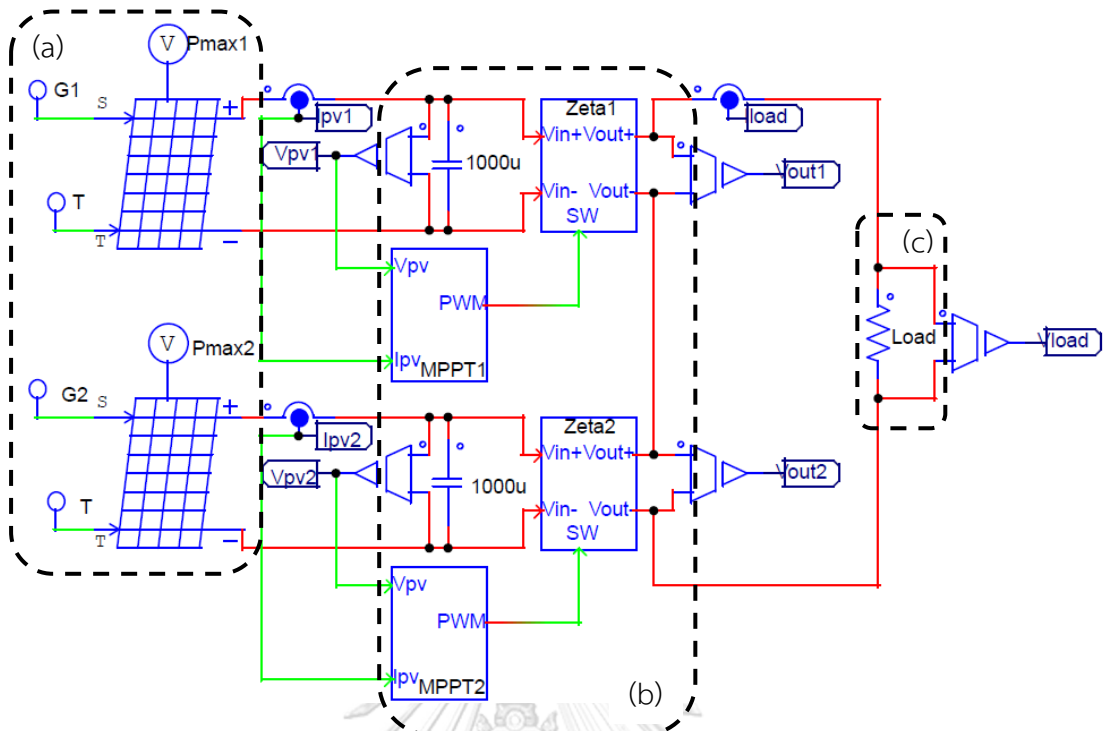 (a)
V Pmax1
G1
S
+
Ipv1
T
T
−
Vpv1
1000u
Zeta1
Vin+ Vout+
Vin- Vout-
SW
Iload
Vout1
Vpv
PWM
Ipv
MPPT1
(c)
Load
Vload
V Pmax2
G2
S
+
Ipv2
T
T
−
Vpv2
1000u
Zeta2
Vin+ Vout+
Vin- Vout-
SW
Vout2
Vpv
PWM
Ipv
MPPT2
(b)